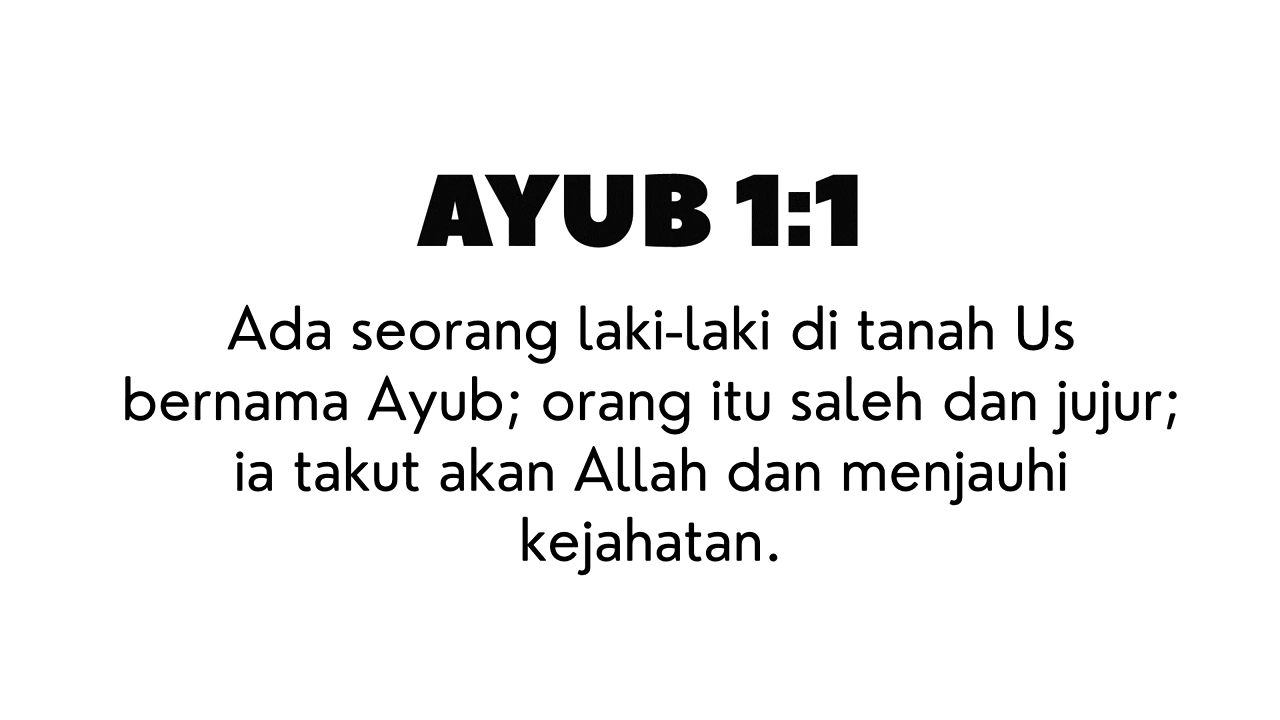 AYUB 1:1
Ada seorang laki-laki di tanah Us
bernama Ayub; orang itu saleh dan jujur;
ia takut akan Allah dan menjauhi
kejahatan.